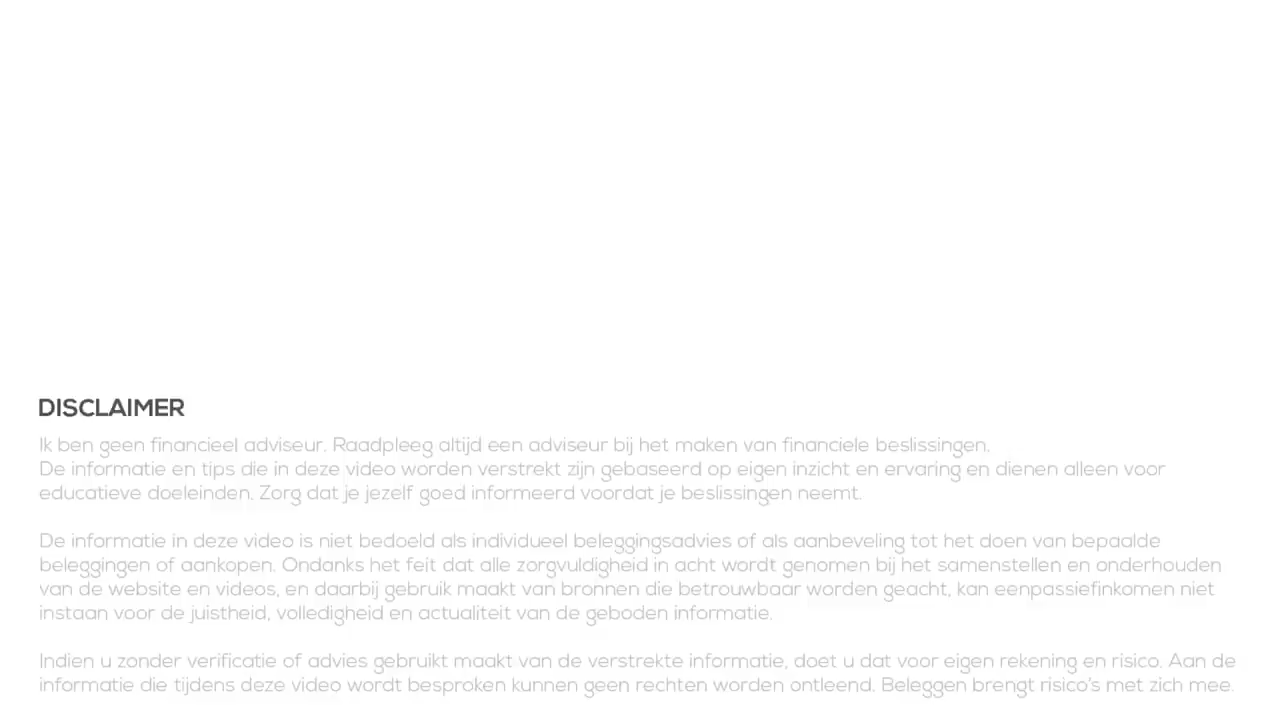 DISCLAIMER
Ik ben geen financieel adviseur. Raadpleeg altijd een adviseur bij het maken van financiele beslissingen.
De informatie en tips die in deze video worden verstrekt zijn gebaseerd op eigen inzicht en ervaring en dienen alleen voor
educatieve doeleinden. Zorg dat je jezelf goed informeerd voordat je beslissingen neemt.
De informatie in deze video is niet bedoeld als individueel beleggingsadvies of als aanbeveling tot het doen van bepaalde
beleggingen of aankopen. Ondanks het feit dat alle zorgvuldigheid in acht wordt genomen bij het samenstellen en onderhouden
van de website en videos, en daarbij gebruik maakt van bronnen die betrouwbaar worden geacht, kan eenpassiefinkomen niet
instaan voor de juistheid, volledigheid en actualiteit van de geboden informatie.
Indien u zonder verificatie of advies gebruikt maakt van de verstrekte informatie, doet u dat voor eigen rekening en risico. Aan de
informatie die tijdens deze video wordt besproken kunnen geen rechten worden ontleend. Beleggen brengt risico's met zich mee.